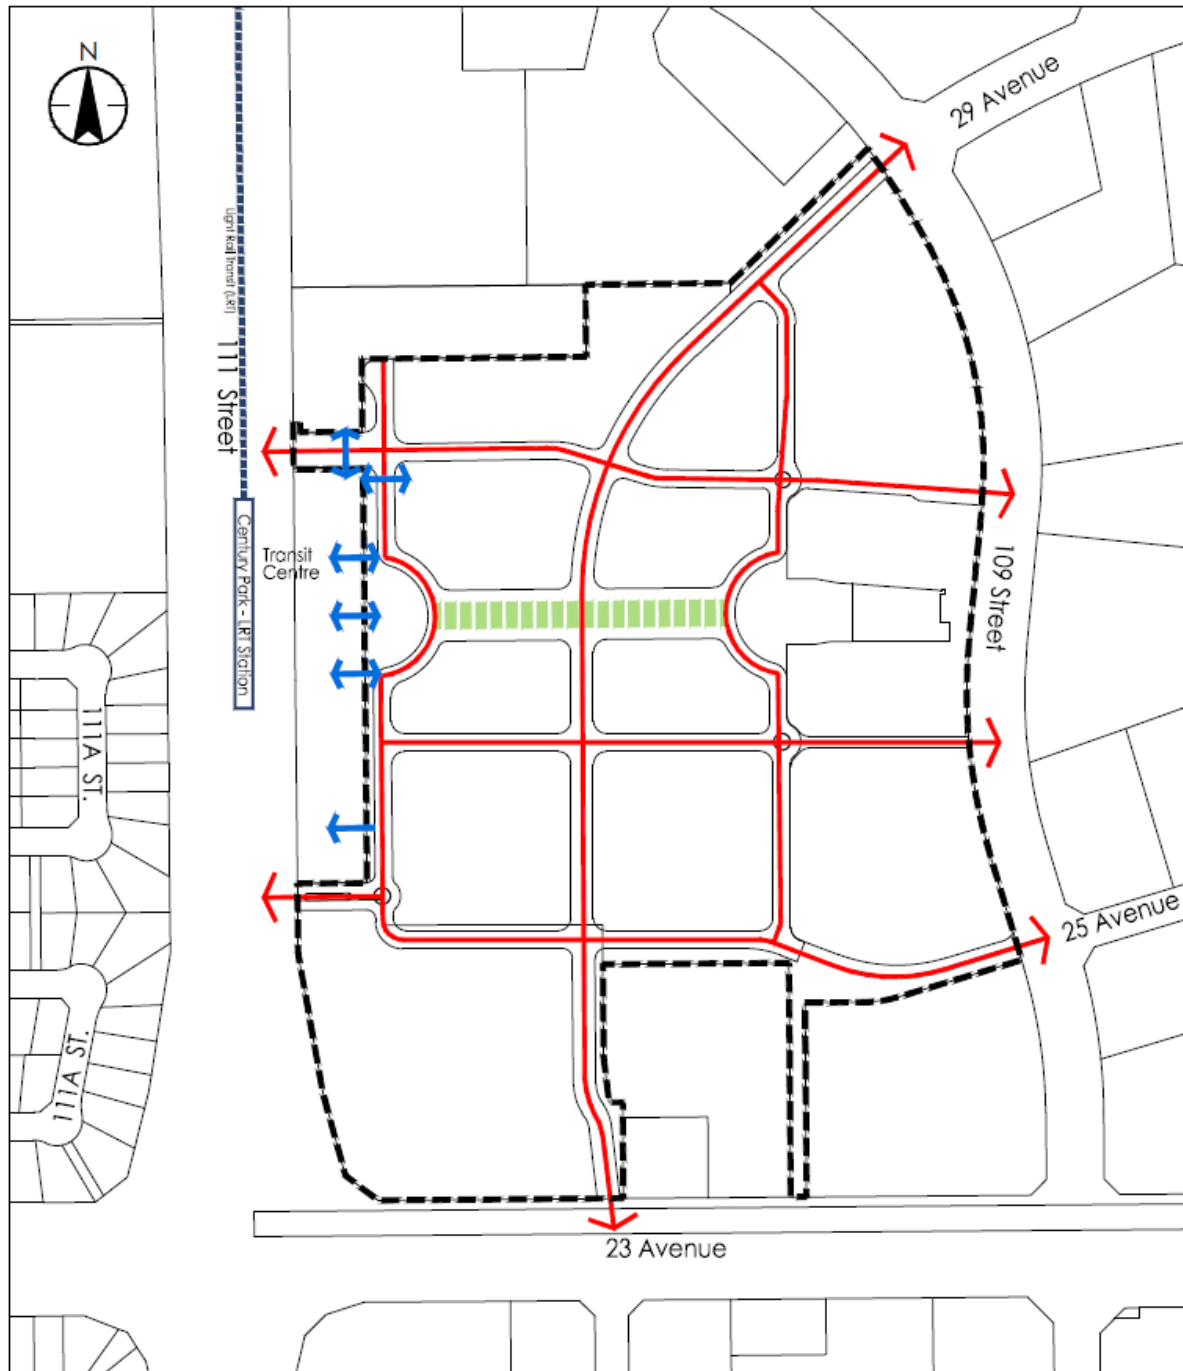 N
29 Avenue
Light Rail Transit (LRT)
111 Street
Century Park - LRT Station
Transit
Centre
109 Street
111A ST.
25 Avenue
111A ST.
23 Avenue